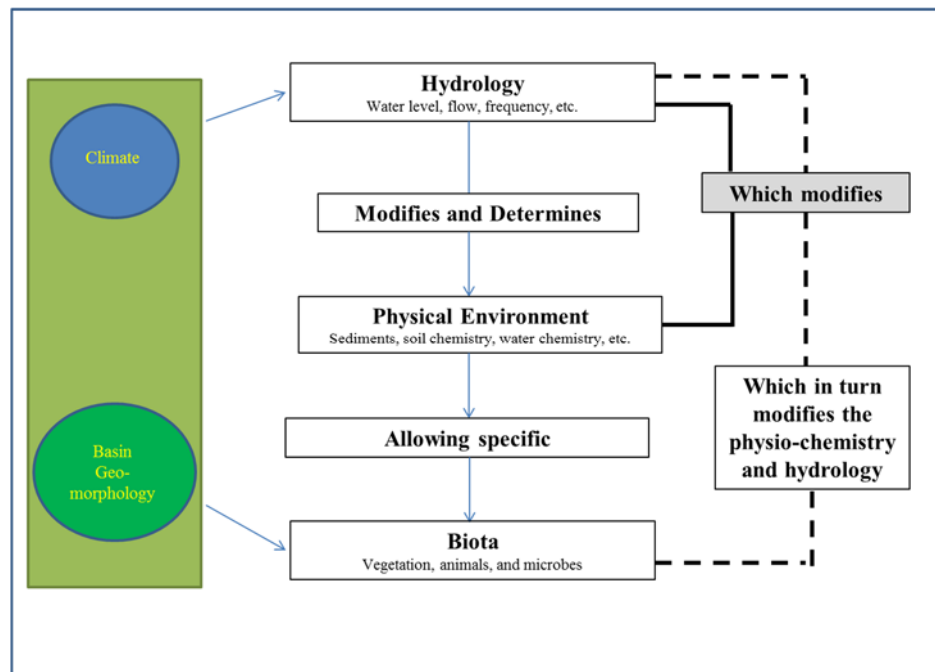 Climate
Basin
Geo-
morphology
Hydrology
Water level, flow, frequency, etc.
Modifies and Determines
Physical Environment
Sediments, soil chemistry, water chemistry, etc.
Allowing specific
Biota
Vegetation, animals, and microbes
Which modifies
Which in turn
modifies the
physio-chemistry
and hydrology